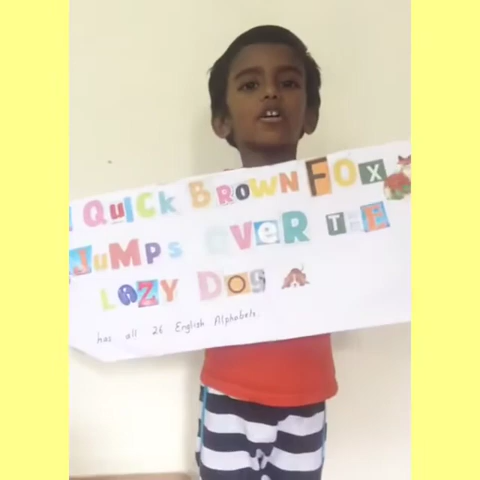 QuIcK BROWN FOX
JuMPs OVeR THE
LAZY DOg
has all 26 English Alphabets.